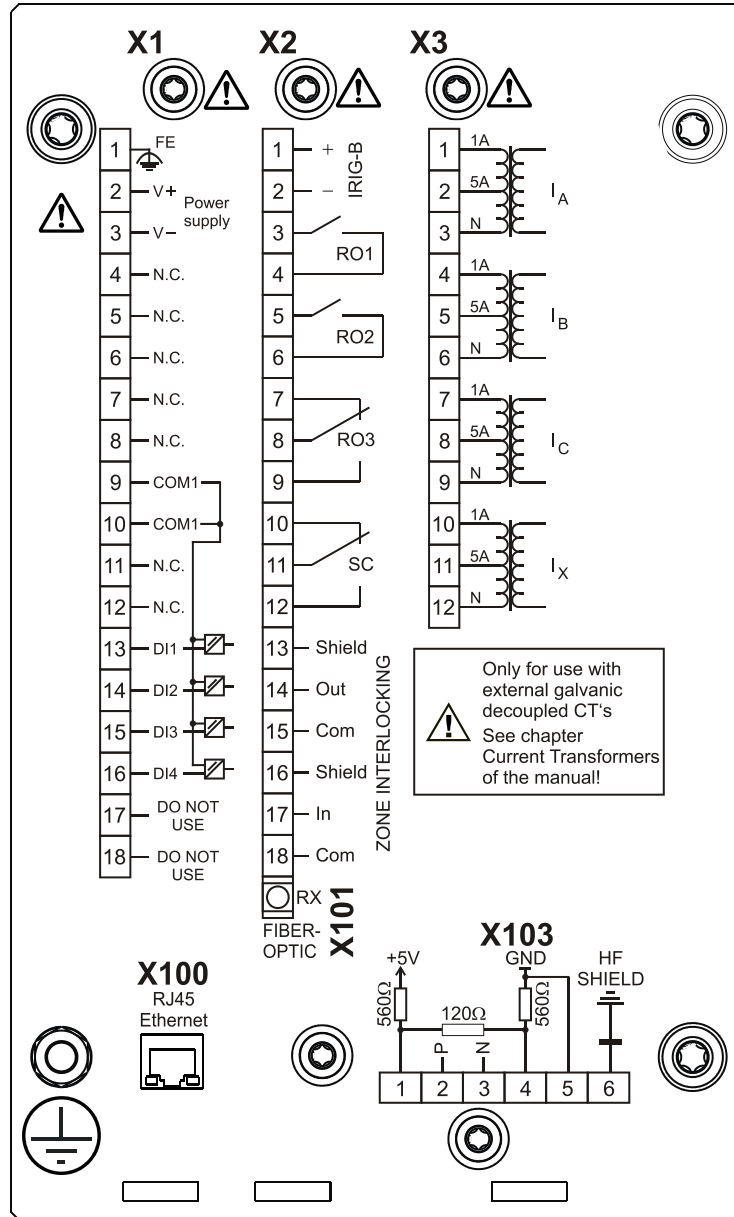 X1
X2
X3
1 FE
2 V+ Power
supply
3 V−
4 N.C.
5 N.C.
6 N.C.
7 N.C.
8 N.C.
9 COM1
10 COM1
11 N.C.
12 N.C.
13 DI1
14 DI2
15 DI3
16 DI4
17 DO NOT
USE
18 DO NOT
USE
1 +
2 −
IRIG-B
3
RO1
4
5
RO2
6
7
8 RO3
9
10
11 SC
12
13 Shield
14 Out
15 Com
16 Shield
17 In
18 Com
ZONE INTERLOCKING
RX
FIBER-
OPTIC
X101
1 1A
2 5A IA
3 N
4 1A
5 5A IB
6 N
7 1A
8 5A IC
9 N
10 1A
11 5A IX
12 N
Only for use with
external galvanic
decoupled CT‘s
See chapter
Current Transformers
of the manual!
X100
RJ45
Ethernet
X103
+5V GND HF
SHIELD
560Ω 120Ω 560Ω
P N
1 2 3 4 5 6